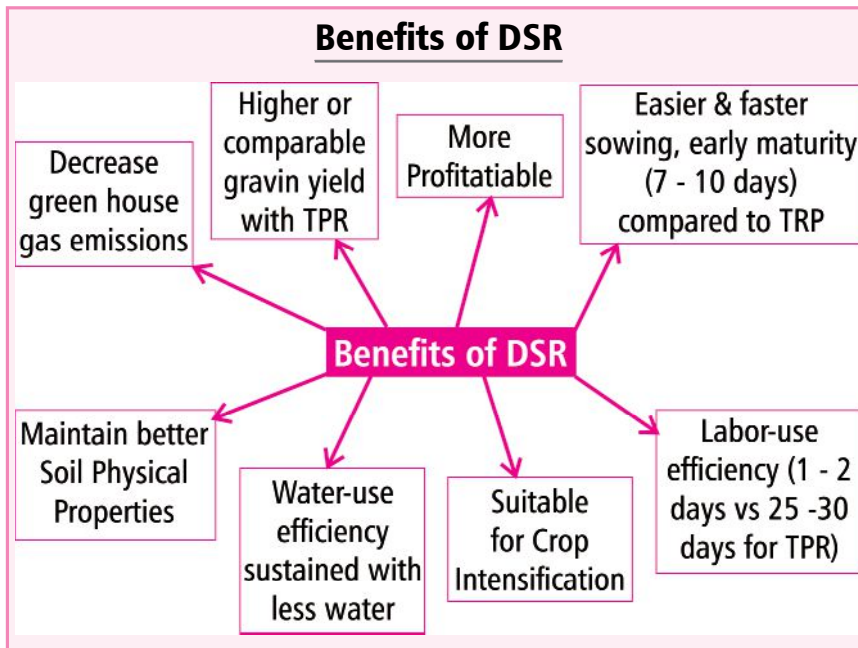 Benefits of DSR
Decrease
green house
gas emissions
Higher or
comparable
gravin yield
with TPR
More
Profitatiable
Easier & faster
sowing, early maturity
(7 - 10 days)
compared to TRP
Benefits of DSR
Maintain better
Soil Physical
Properties
Water-use
efficiency
sustained with
less water
Suitable
for Crop
Intensification
Labor-use
efficiency (1 - 2
days vs 25 -30
days for TPR)